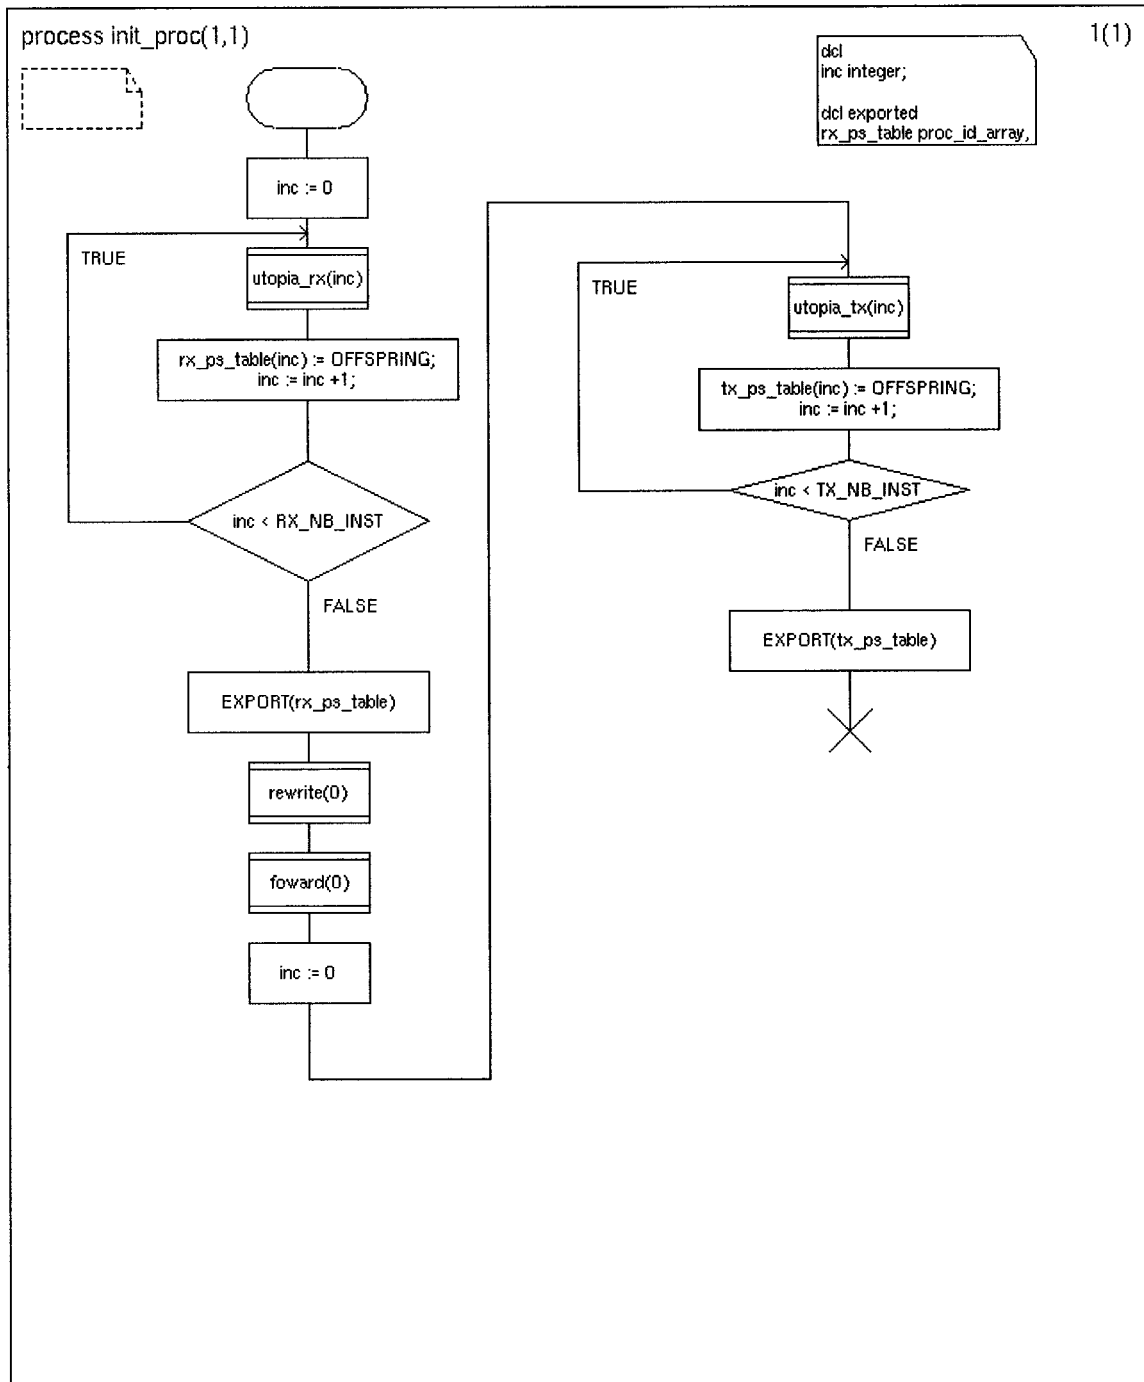 process init_proc(1,1)
1(1)
dcl
inc integer;
dcl exported
rx_ps_table proc_id_array,
inc := 0
TRUE
utopia_rx(inc)
rx_ps_table(inc) := OFFSPRING;
inc := inc +1;
inc < RX_NB_INST
FALSE
EXPORT(rx_ps_table)
rewrite(0)
foward(0)
inc := 0
TRUE
utopia_tx(inc)
tx_ps_table(inc) := OFFSPRING;
inc := inc +1;
inc < TX_NB_INST
FALSE
EXPORT(tx_ps_table)